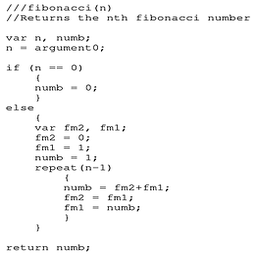 ///fibonacci(n)
//Returns the nth fibonacci number
var n, numb;
n = argument0;
if (n == 0)
{
numb = 0;
}
else
{
var fm2, fm1;
fm2 = 0;
fm1 = 1;
numb = 1;
repeat(n-1)
{
numb = fm2+fm1;
fm2 = fm1;
fm1 = numb;
}
}
return numb;